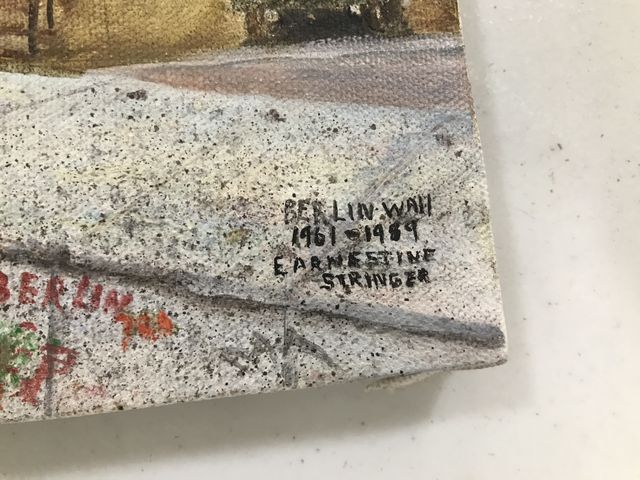 BERLIN WALL
1961-1989
EARNESTINE
STRINGER
BERLIN